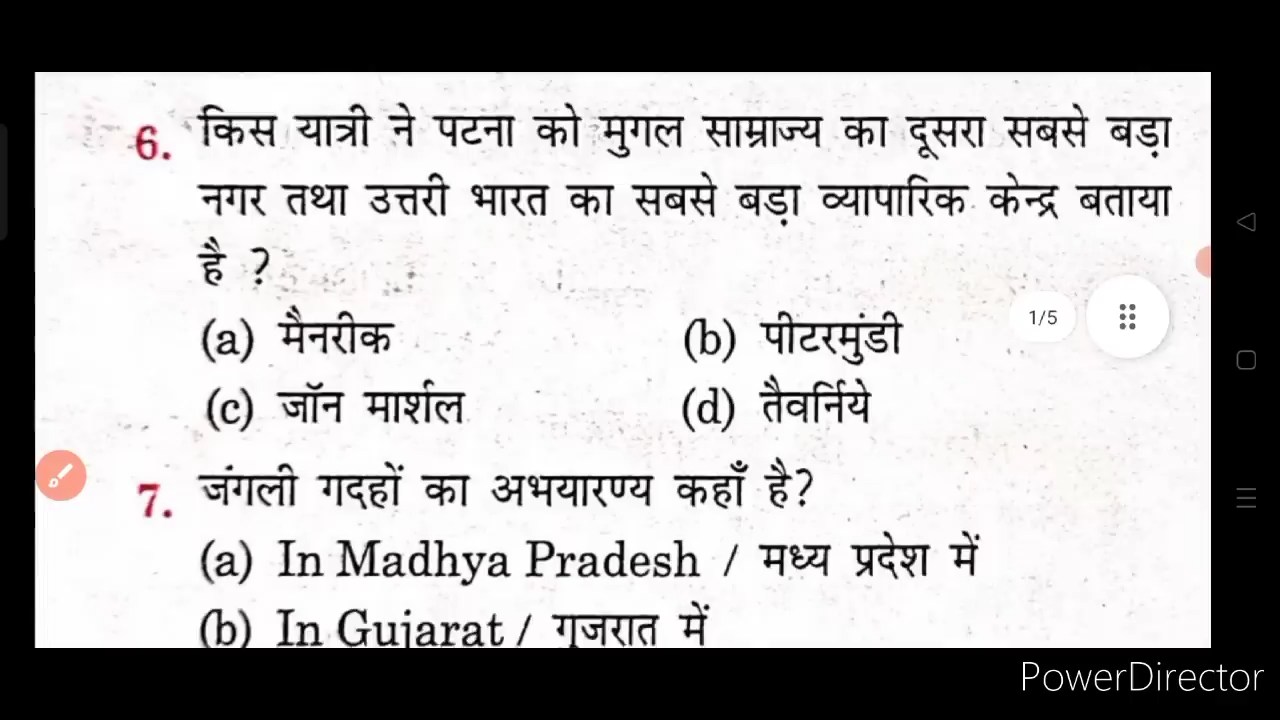 6. किस यात्री ने पटना को मुगल साम्राज्य का दूसरा सबसे बड़ा
नगर तथा उत्तरी भारत का सबसे बड़ा व्यापारिक केन्द्र बताया
है ?
(a) मैनरीक (b) पीटरमुंडी
1/5
(c) जॉन मार्शल (d) तैवर्निये
7. जंगली गदहों का अभयारण्य कहाँ है?
(a) In Madhya Pradesh / मध्य प्रदेश में
(b) In Gujarat / गुजरात में
PowerDirector